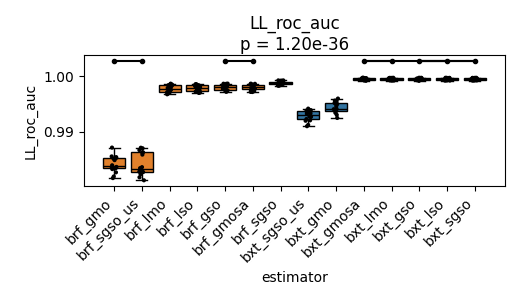 LL_roc_auc
p = 1.20e-36
LL_roc_auc
1.00
0.99
brf_gmo
brf_sgso_us
brf_lmo
brf_lso
brf_gso
brf_gmosa
brf_sgso
bxt_sgso_us
bxt_gmo
bxt_gmosa
bxt_lmo
bxt_gso
bxt_lso
bxt_sgso
estimator